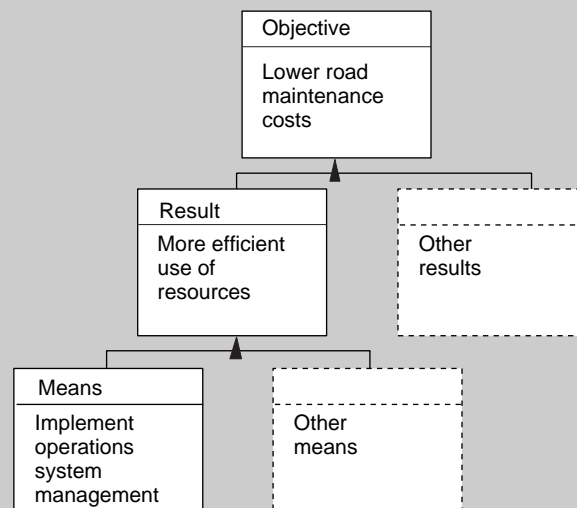 Objective
Lower road
maintenance
costs
Result
More efficient
use of
resources
Other
results
Means
Implement
operations
system
management
Other
means